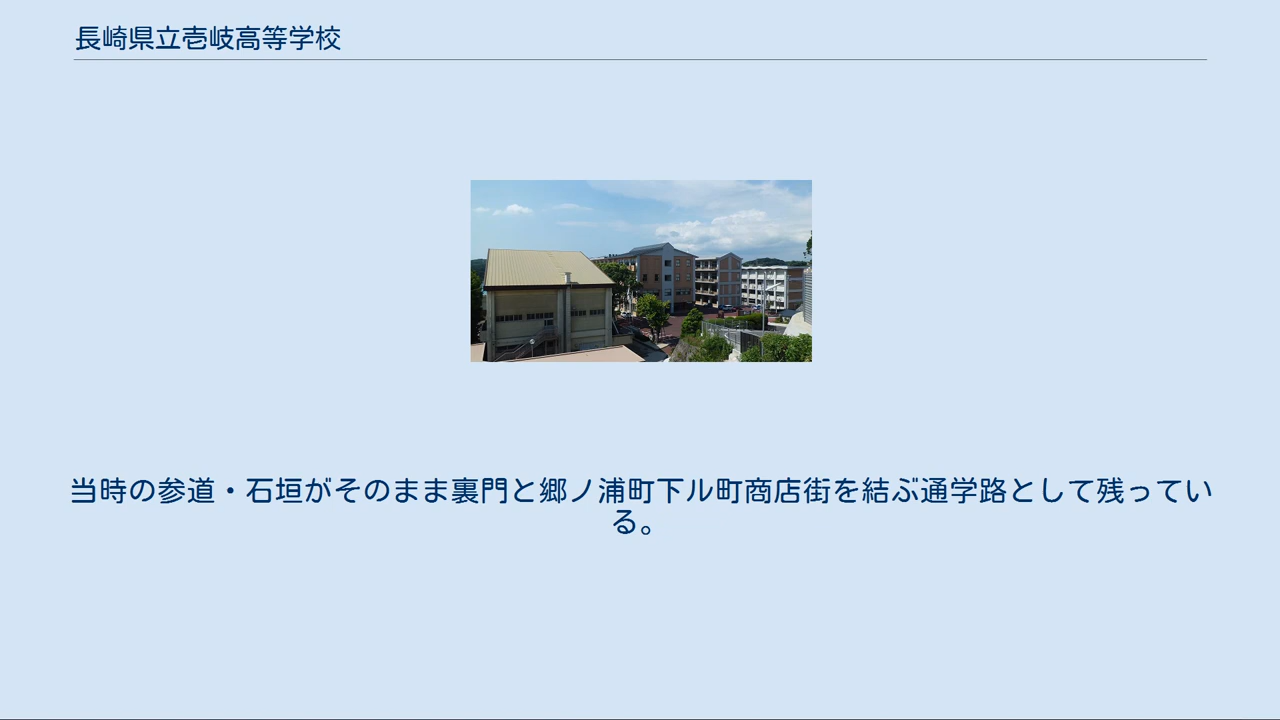 長崎県立壱岐高等学校
当時の参道・石垣がそのまま裏門と郷ノ浦町下ル町商店街を結ぶ通学路として残ってい
る。